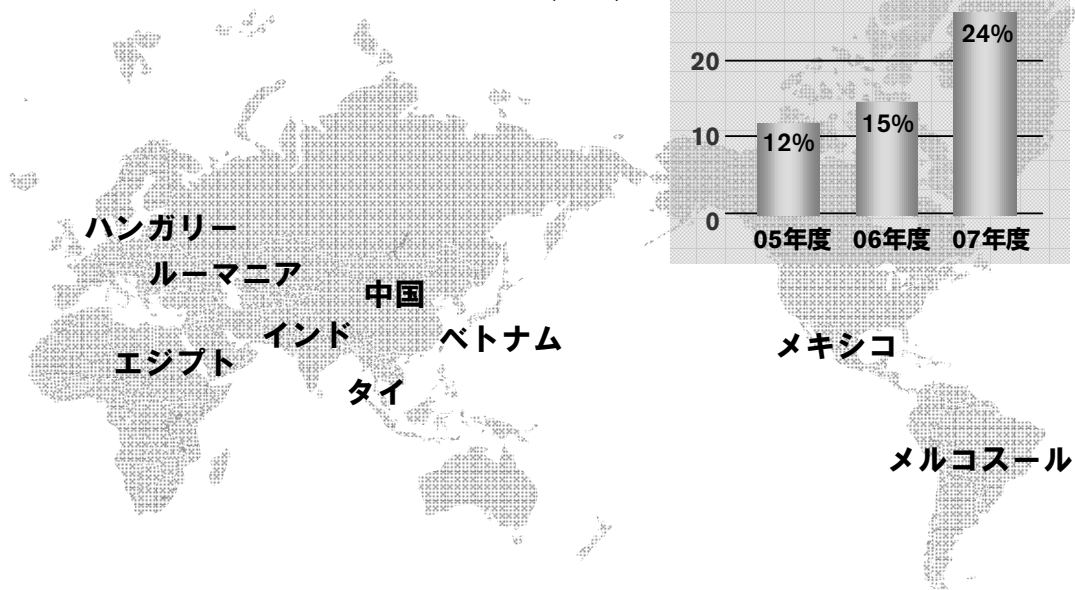 24%
20
15%
12%
10
0
05年度 06年度 07年度
ハンガリー
ルーマニア
中国
インド
ベトナム
エジプト
タイ
メキシコ
メルコスール